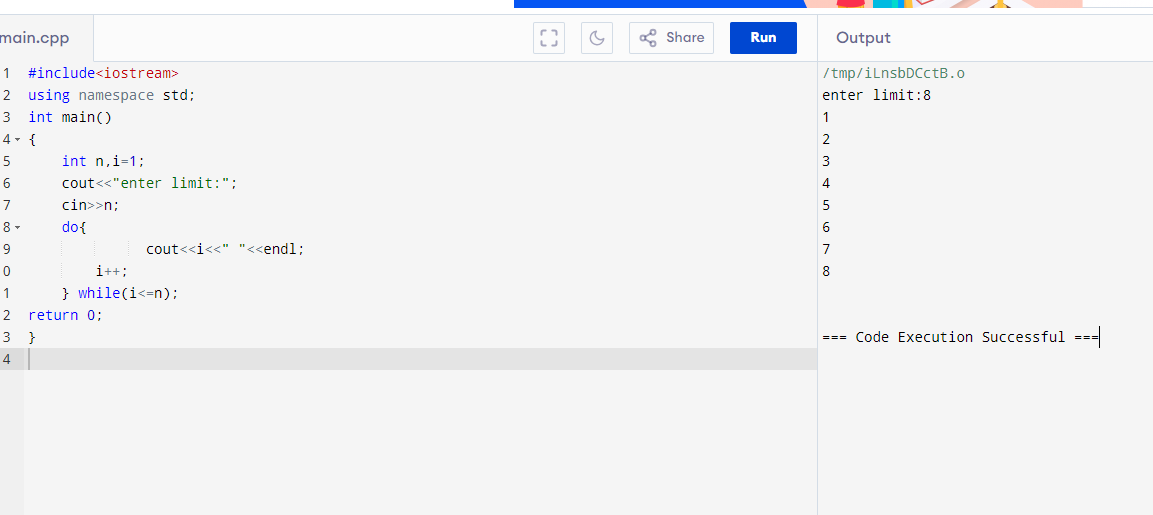 main.cpp
Share
Run
Output
1 #include<iostream>
2 using namespace std;
3 int main()
4 {
5 int n,i=1;
6 cout<<"enter limit:";
7 cin>>n;
8 do{
9 cout<<i<<" "<<endl;
0 i++;
1 } while(i<=n);
2 return 0;
3 }
4
/tmp/iLnsbDCctB.o
enter limit:8
1
2
3
4
5
6
7
8
=== Code Execution Successful ===